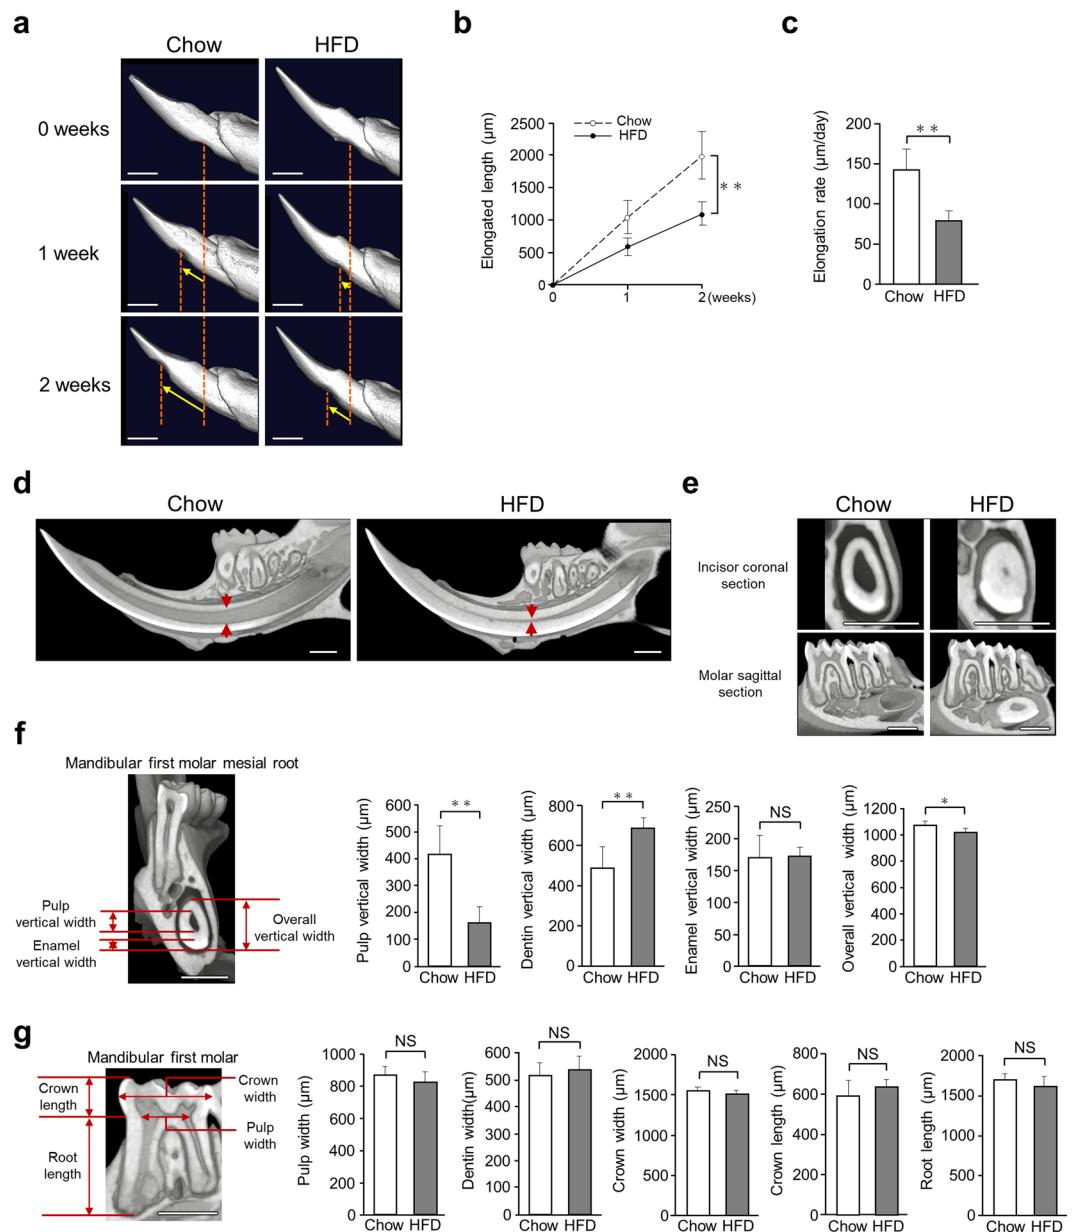 a
Chow
HFD
0 weeks
1 week
2 weeks
b
Elongated length (μm)
2500
2000
1500
1000
500
0
Chow
HFD
* *
0
1
2 (weeks)
c
Elongation rate (μm/day)
200
150
100
50
0
* *
Chow HFD
d
Chow
HFD
e
Chow
HFD
Incisor coronal
section
Molar sagittal
section
f
Mandibular first molar mesial root
Pulp
vertical width
Enamel
vertical width
Overall
vertical width
Pulp vertical width (μm)
600
500
400
300
200
100
0
* *
Chow HFD
Dentin vertical width (μm)
800
600
400
200
0
* *
Chow HFD
Enamel vertical width (μm)
250
200
150
100
50
0
NS
Chow HFD
Overall vertical width (μm)
1200
1000
800
600
400
200
0
*
Chow HFD
g
Mandibular first molar
Crown
length
Root
length
Crown
width
Pulp
width
Pulp width (μm)
1000
800
600
400
200
0
NS
Chow HFD
Dentin width(μm)
600
500
400
300
200
100
0
NS
Chow HFD
Crown width (μm)
2000
1500
1000
500
0
NS
Chow HFD
Crown length (μm)
800
600
400
200
0
NS
Chow HFD
Root length (μm)
2000
1500
1000
500
0
NS
Chow HFD